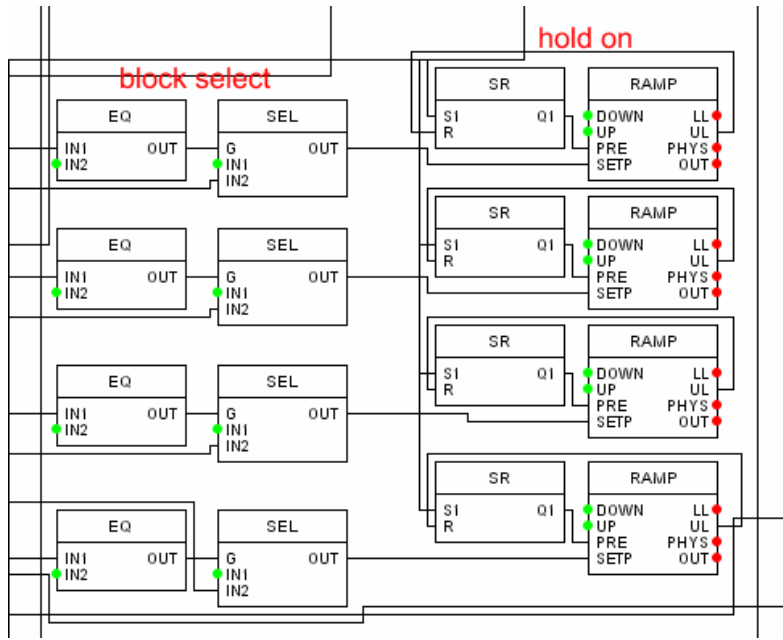 hold on
block select
EQ
IN1 OUT
IN2
SEL
G OUT
IN1
IN2
SR
S1 Q1
R
RAMP
DOWN LL
UP UL
PRE PHYS
SETP OUT
EQ
IN1 OUT
IN2
SEL
G OUT
IN1
IN2
SR
S1 Q1
R
RAMP
DOWN LL
UP UL
PRE PHYS
SETP OUT
EQ
IN1 OUT
IN2
SEL
G OUT
IN1
IN2
SR
S1 Q1
R
RAMP
DOWN LL
UP UL
PRE PHYS
SETP OUT
EQ
IN1 OUT
IN2
SEL
G OUT
IN1
IN2
SR
S1 Q1
R
RAMP
DOWN LL
UP UL
PRE PHYS
SETP OUT